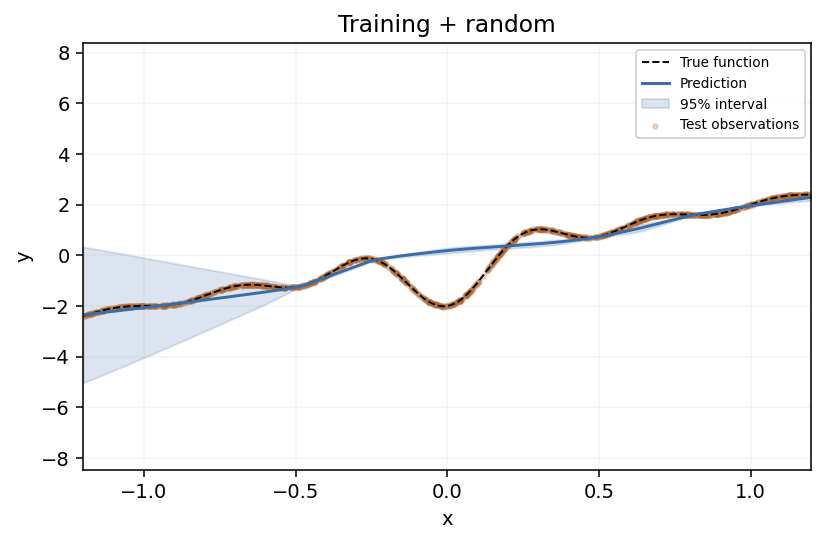 Training + random
True function
Prediction
95% interval
Test observations
8
6
4
2
0
−2
−4
−6
−8
y
−1.0
−0.5
0.0
0.5
1.0
x